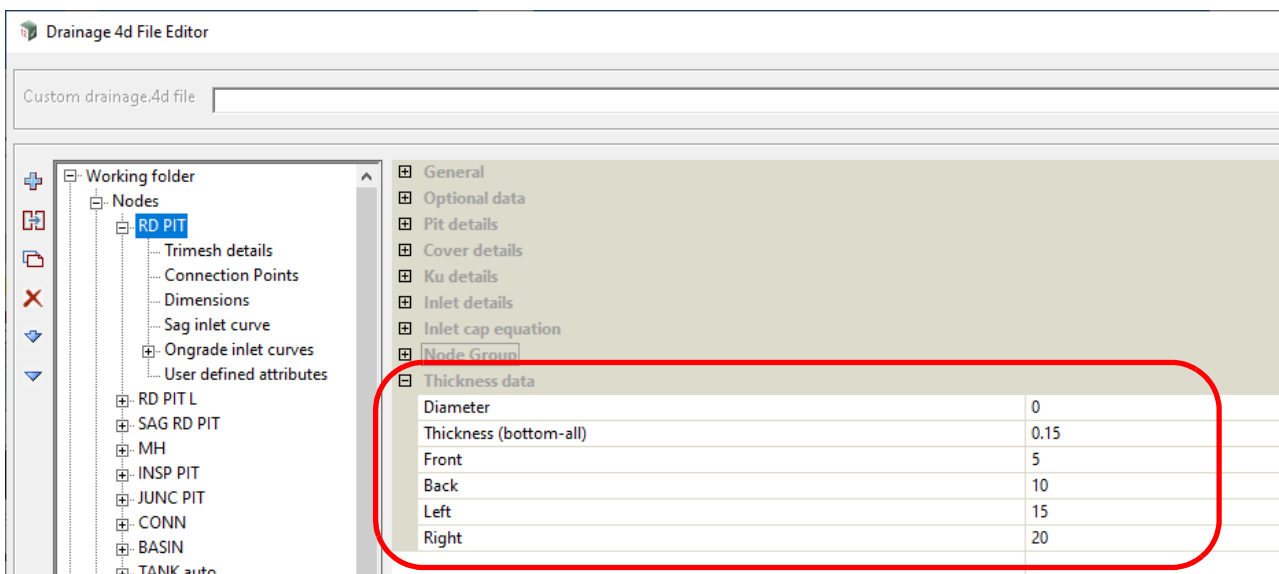 Drainage 4d File Editor
Custom drainage.4d file
Working folder
Nodes
RD PIT
Trimesh details
Connection Points
Dimensions
Sag inlet curve
Ongrade inlet curves
User defined attributes
RD PIT L
SAG RD PIT
MH
INSP PIT
JUNC PIT
CONN
BASIN
TANK auto
General
Optional data
Pit details
Cover details
Ku details
Inlet details
Inlet cap equation
Node Group
Thickness data
Diameter 0
Thickness (bottom-all) 0.15
Front 5
Back 10
Left 15
Right 20